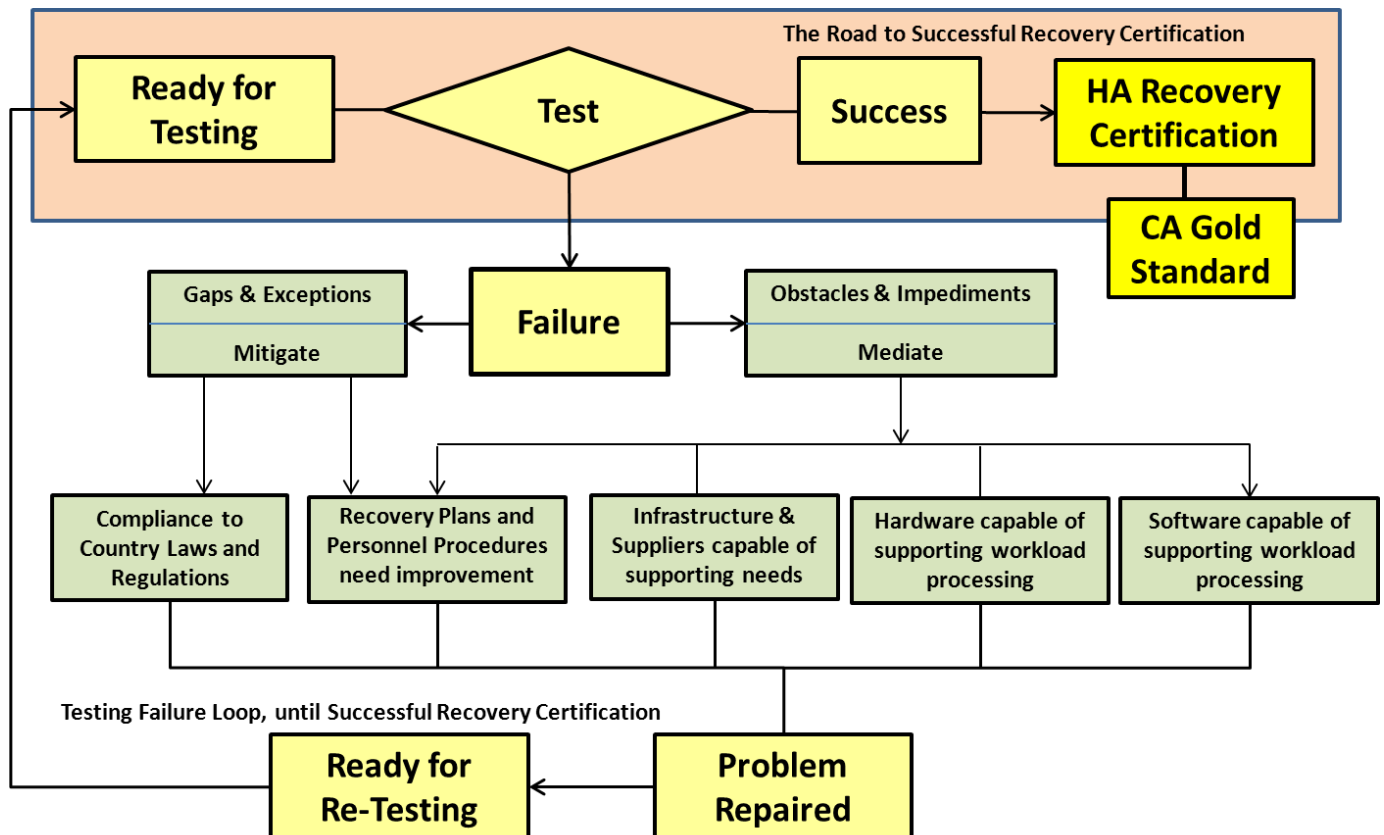 The Road to Successful Recovery Certification
Ready for
Testing
Test
Success
HA Recovery
Certification
CA Gold
Standard
Gaps & Exceptions
Mitigate
Failure
Obstacles & Impediments
Mediate
Compliance to
Country Laws and
Regulations
Recovery Plans and
Personnel Procedures
need improvement
Infrastructure &
Suppliers capable of
supporting needs
Hardware capable of
supporting workload
processing
Software capable of
supporting workload
processing
Testing Failure Loop, until Successful Recovery Certification
Ready for
Re-Testing
Problem
Repaired